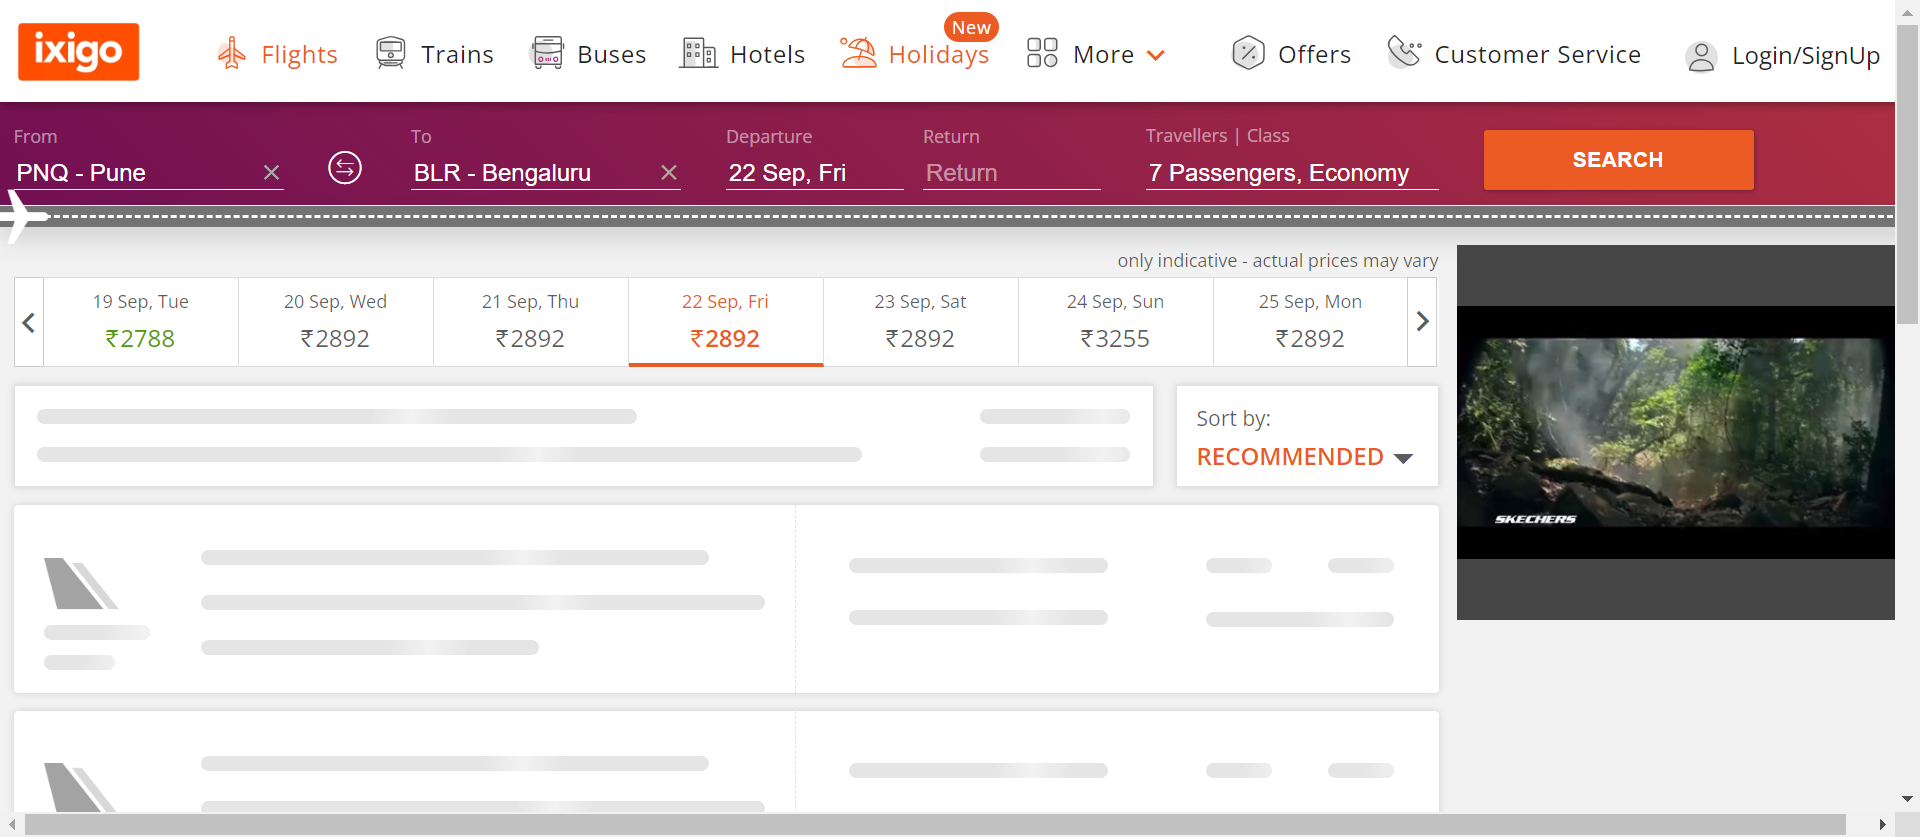 ixigo
Flights
Trains
Buses
Hotels
New
Holidays
More
Offers
Customer Service
Login/SignUp
From
PNQ - Pune
To
BLR - Bengaluru
Departure
22 Sep, Fri
Return
Return
Travellers | Class
7 Passengers, Economy
SEARCH
only indicative - actual prices may vary
19 Sep, Tue
₹2788
20 Sep, Wed
₹2892
21 Sep, Thu
₹2892
22 Sep, Fri
₹2892
23 Sep, Sat
₹2892
24 Sep, Sun
₹3255
25 Sep, Mon
₹2892
Sort by:
RECOMMENDED
SKECHERS